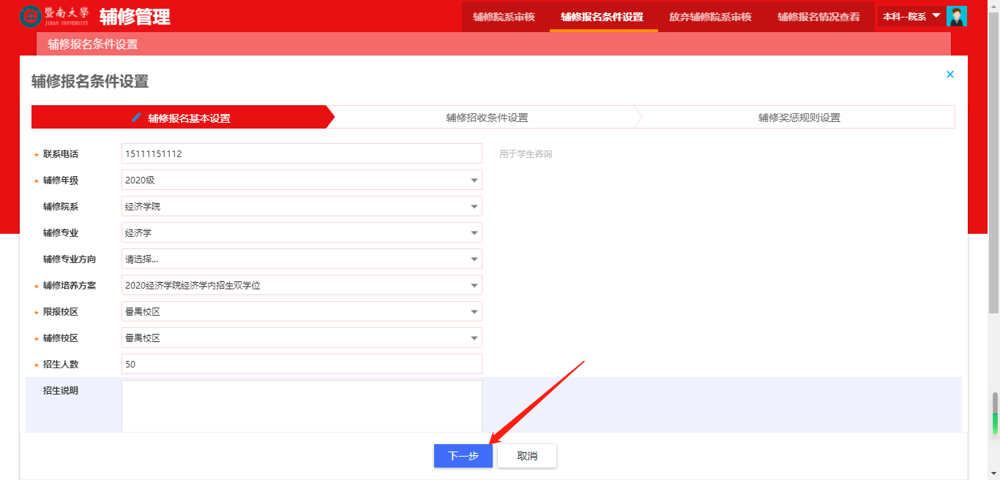 暨南大學
JINAN UNIVERSITY
辅修管理
辅修院系审核 辅修报名条件设置 放弃辅修院系审核 辅修报名情况查看 本科--院系
辅修报名条件设置
辅修报名条件设置
辅修报名基本设置 辅修招收条件设置 辅修奖惩规则设置
* 联系电话 15111151112 用于学生咨询
* 辅修年级 2020级
辅修院系 经济学院
辅修专业 经济学
辅修专业方向 请选择...
* 辅修培养方案 2020经济学院经济学内招生双学位
* 限报校区 番禺校区
* 辅修校区 番禺校区
* 招生人数 50
招生说明
下一步 取消